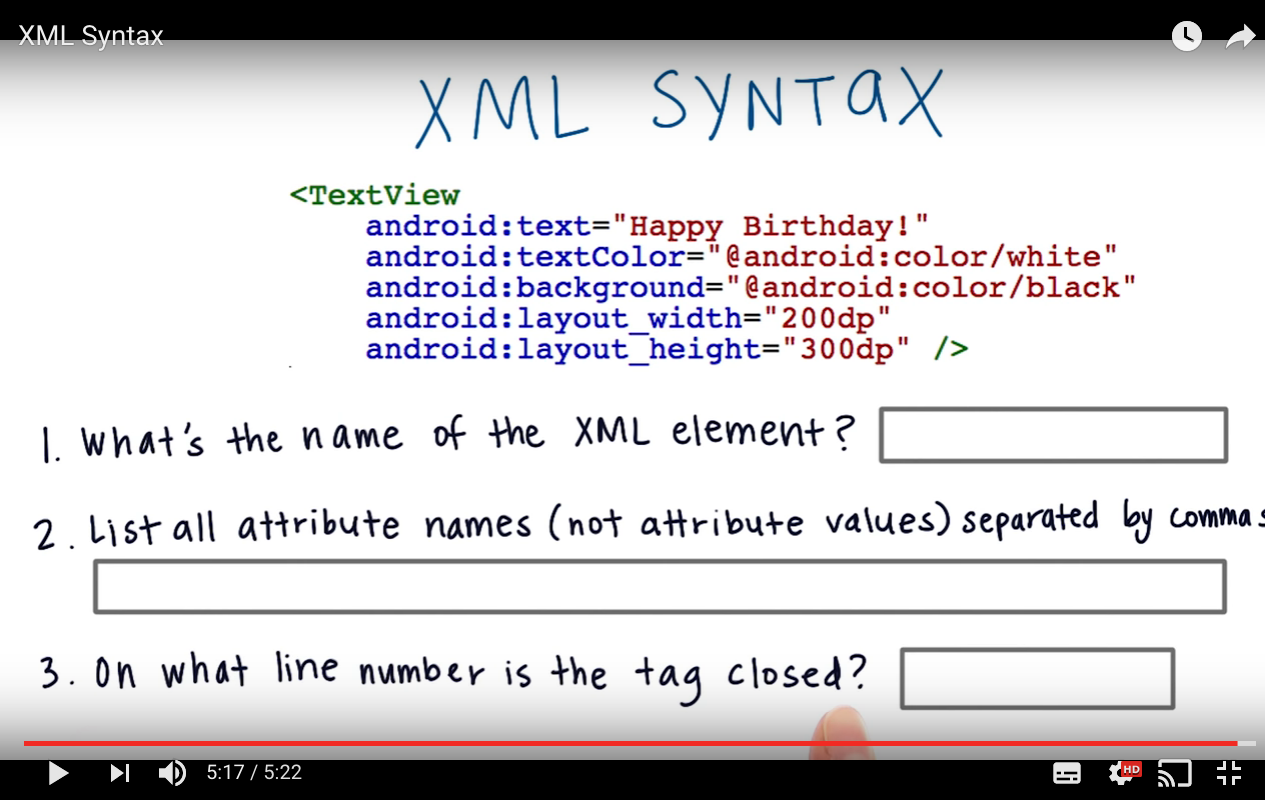 XML Syntax
XML SYNTAX
<TextView
android:text="Happy Birthday!"
android:textColor="@android:color/white"
android:background="@android:color/black"
android:layout_width="200dp"
android:layout_height="300dp" />
1. What's the name of the XML element?
2. List all attribute names (not attribute values) separated by commas
3. On what line number is the tag closed?
5:17 / 5:22
HD